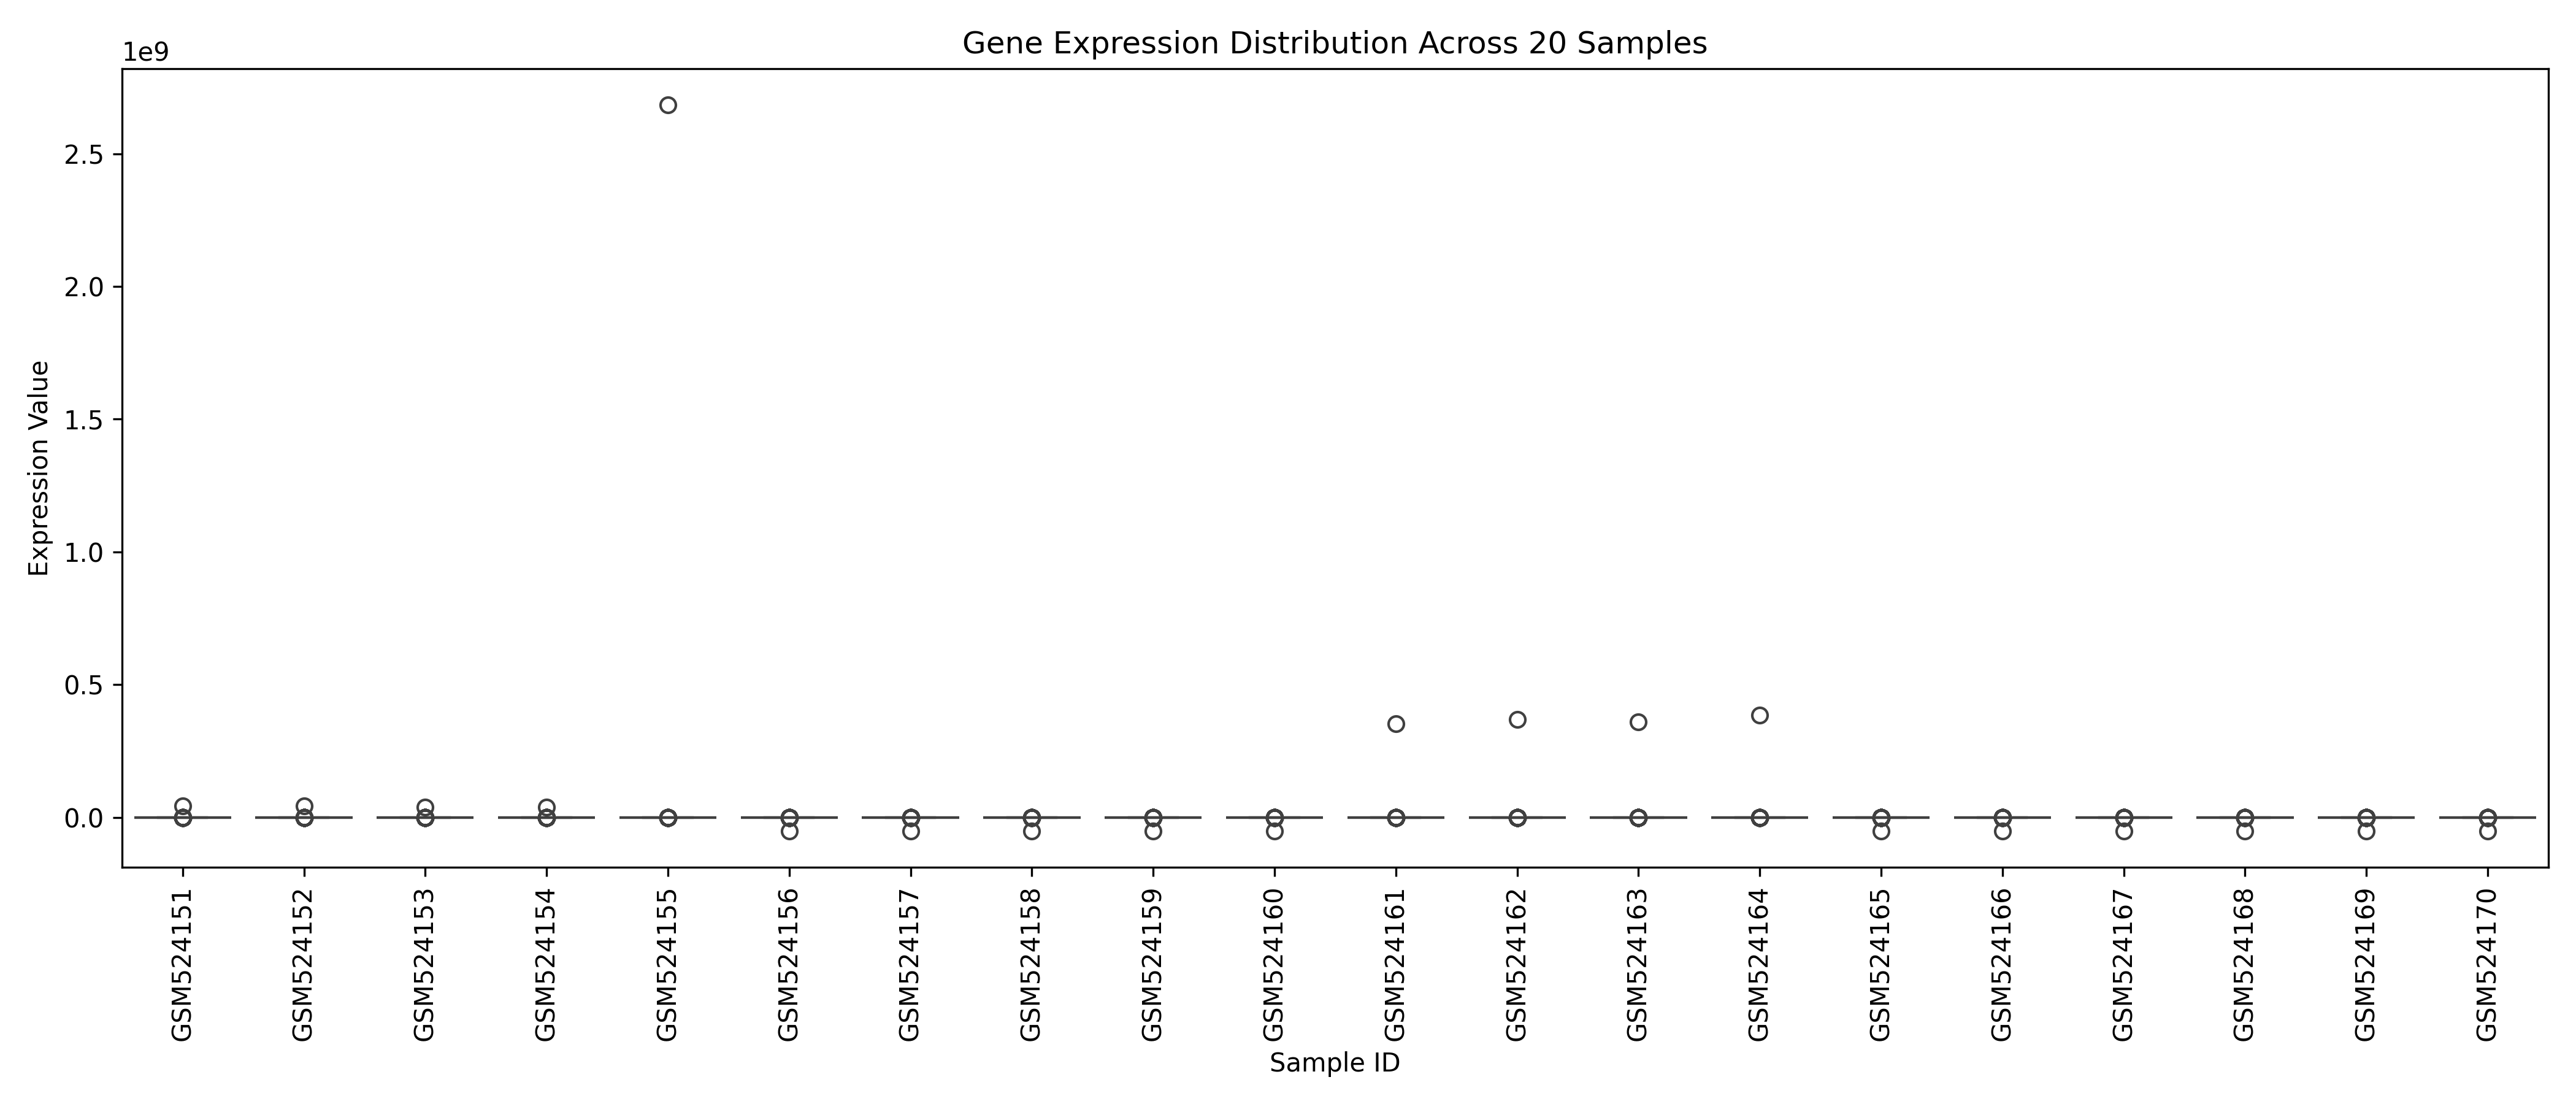 Gene Expression Distribution Across 20 Samples
1e9
2.5
2.0
1.5
1.0
0.5
0.0
Expression Value
GSM524151
GSM524152
GSM524153
GSM524154
GSM524155
GSM524156
GSM524157
GSM524158
GSM524159
GSM524160
GSM524161
GSM524162
GSM524163
GSM524164
GSM524165
GSM524166
GSM524167
GSM524168
GSM524169
GSM524170
Sample ID